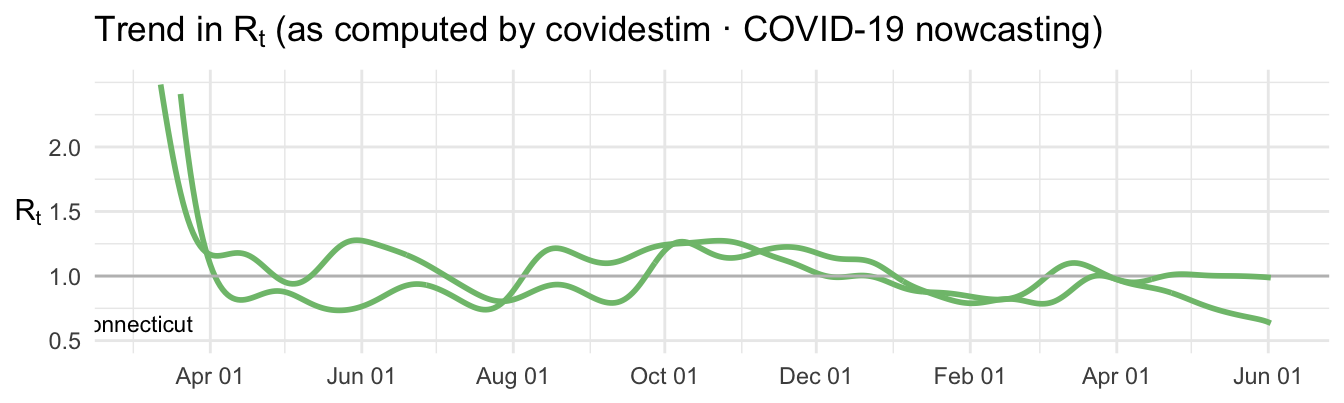 Trend in Rt (as computed by covidestim · COVID-19 nowcasting)
2.0
Rt 1.5
1.0
onnecticut
0.5
Apr 01 Jun 01 Aug 01 Oct 01 Dec 01 Feb 01 Apr 01 Jun 01